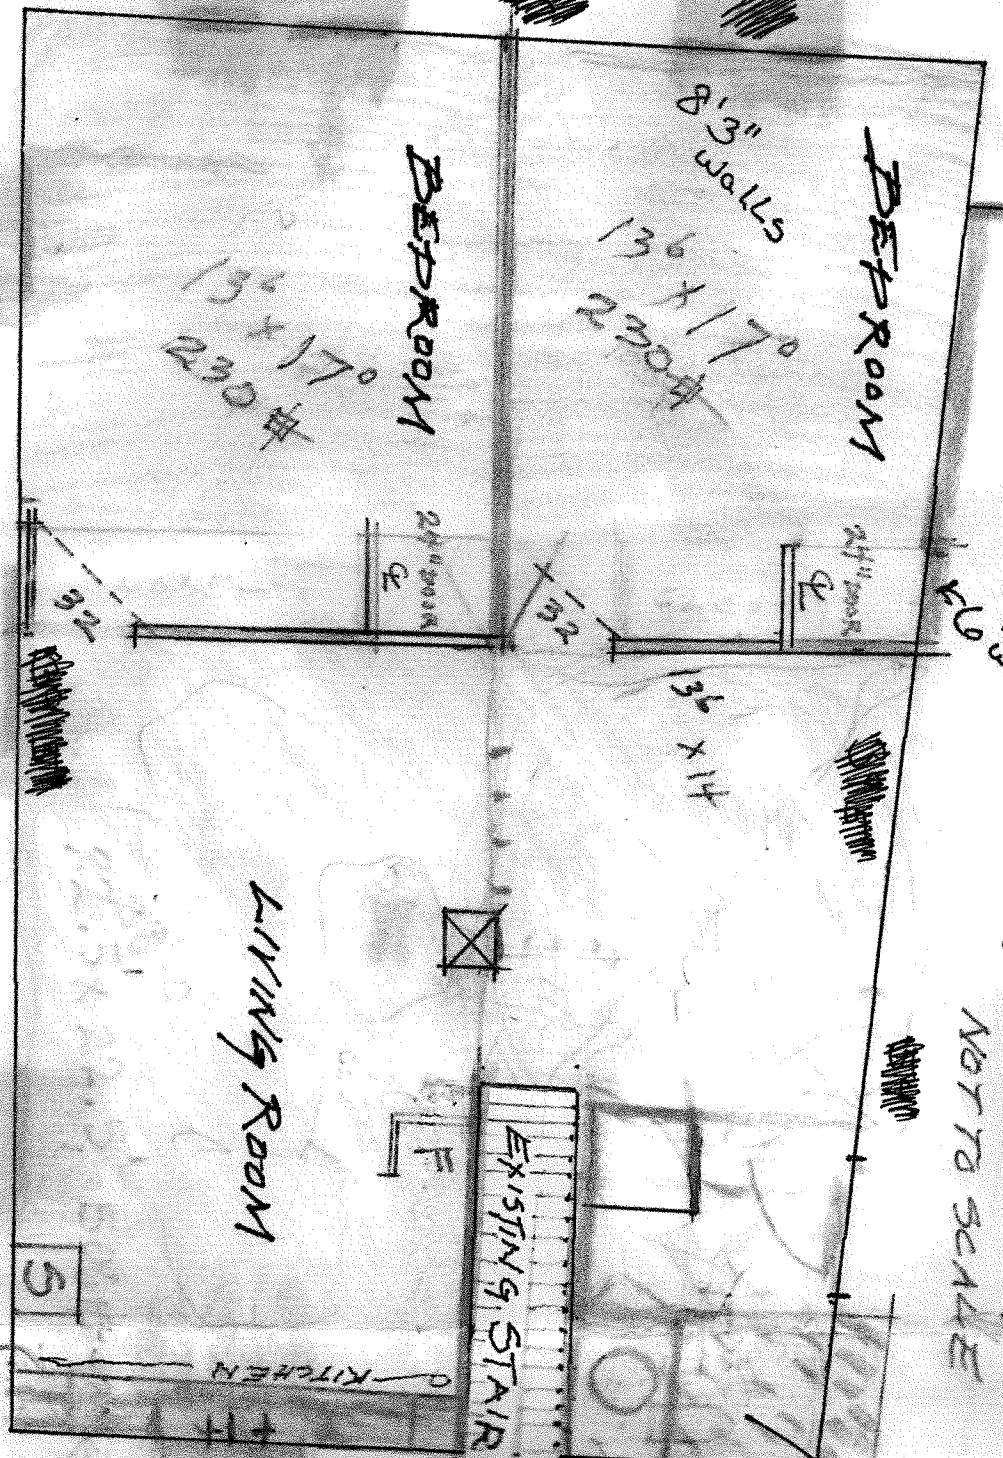 BEDROOM
8'3"
walls
13⁶
x 17⁰
230 #
24" DOOR
CL
32
BEDROOM
13⁶
x 17⁰
230 #
24" DOOR
CL
32
13⁶ x 14
NOT TO SCALE
LIVING ROOM
F
EXISTING STAIR
S
KITCHEN